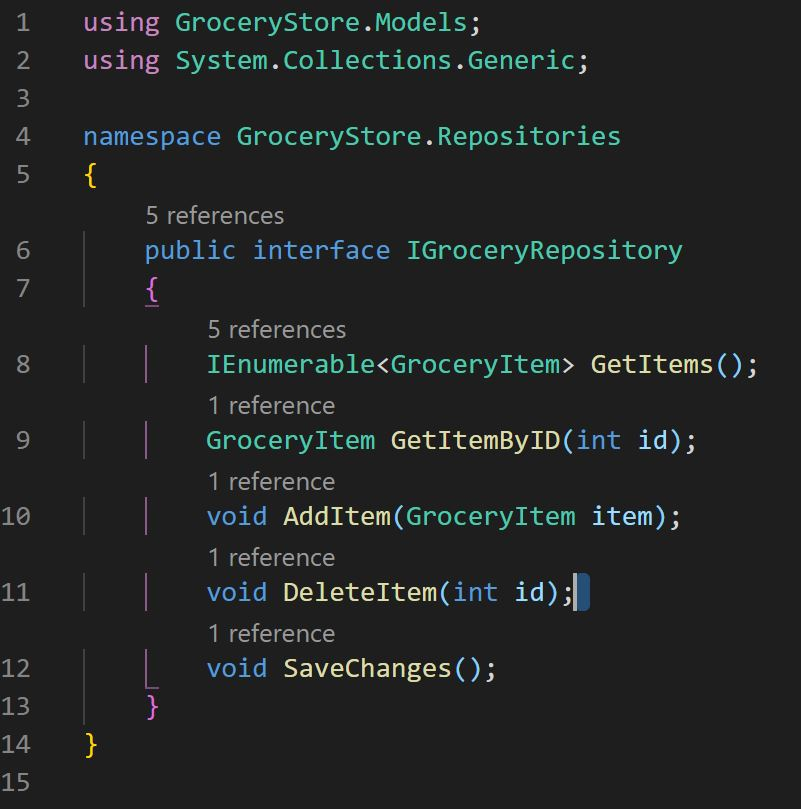 1 using GroceryStore.Models;
2 using System.Collections.Generic;
3
4 namespace GroceryStore.Repositories
5 {
5 references
6 public interface IGroceryRepository
7 {
5 references
8 IEnumerable<GroceryItem> GetItems();
1 reference
9 GroceryItem GetItemByID(int id);
1 reference
10 void AddItem(GroceryItem item);
1 reference
11 void DeleteItem(int id);
1 reference
12 void SaveChanges();
13 }
14 }
15